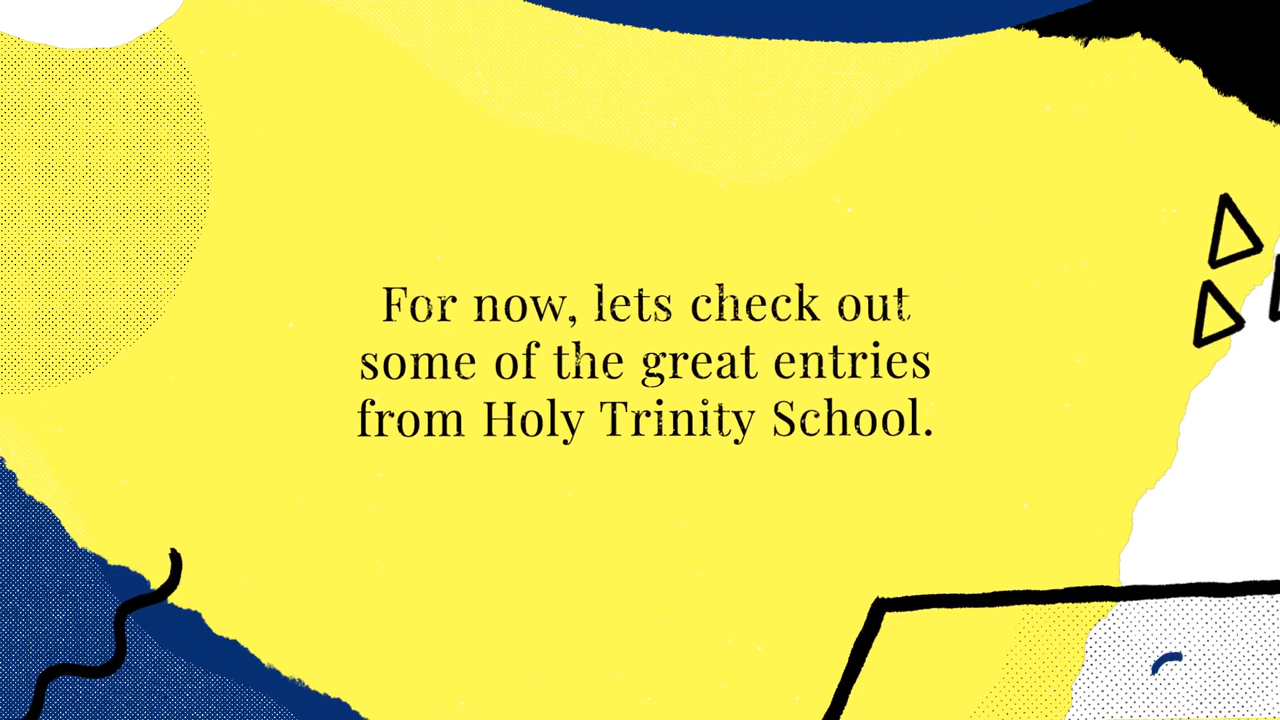 For now, lets check out
some of the great entries
from Holy Trinity School.